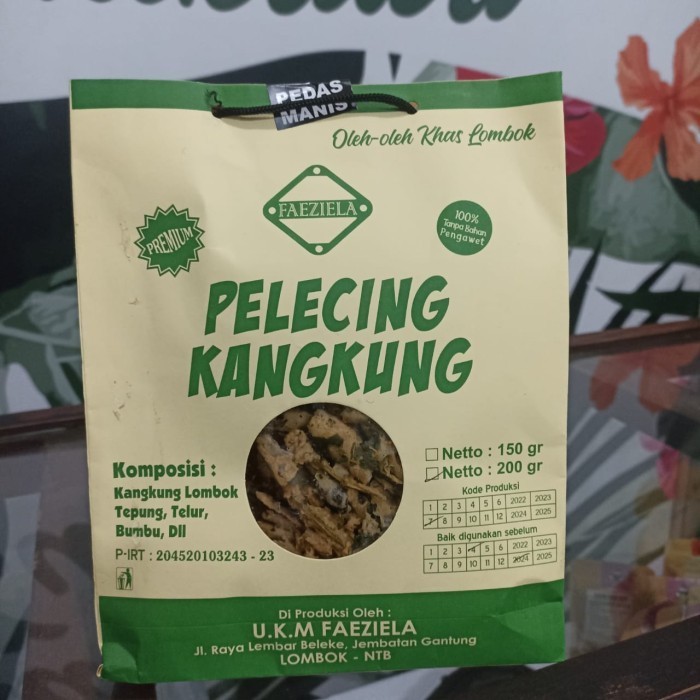 PEDAS
MANIS
Oleh-oleh Khas Lombok
FAEZIELA
PREMIUM
100%
Tanpa Bahan
Pengawet
PELECING
KANGKUNG
Netto : 150 gr
Netto : 200 gr
Komposisi :
Kangkung Lombok
Tepung, Telur,
Bumbu, Dll
P-IRT : 204520103243 - 23
Kode Produksi
1 2 3 4 5 6 2022 2023
7 8 9 10 11 12 2024 2025
Baik digunakan sebelum
1 2 3 4 5 6 2022 2023
7 8 9 10 11 12 2024 2025
Di Produksi Oleh :
U.K.M FAEZIELA
Jl. Raya Lembar Beleke, Jembatan Gantung
LOMBOK - NTB